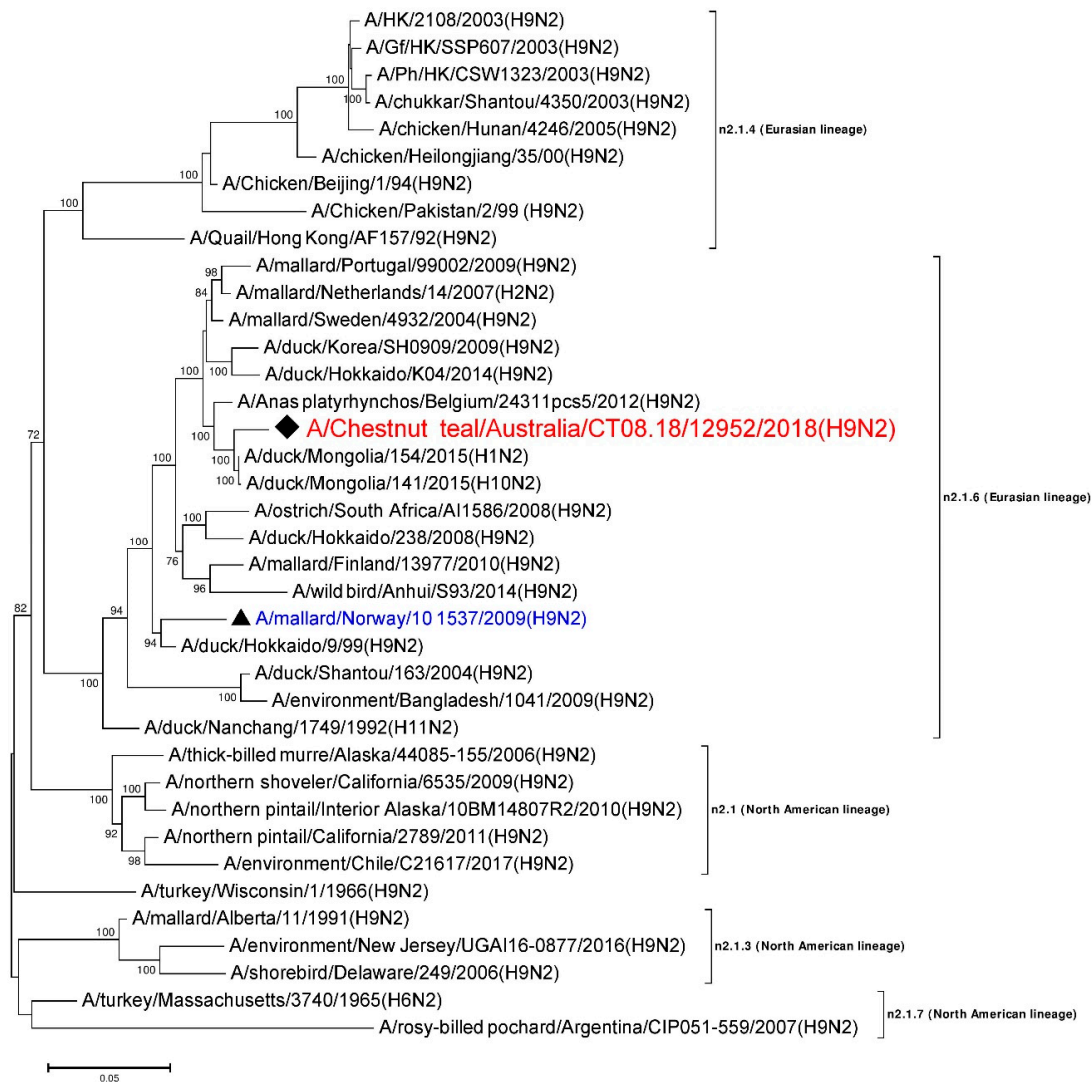 A/HK/2108/2003(H9N2)
A/Gf/HK/SSP607/2003(H9N2)
100
A/Ph/HK/CSW1323/2003(H9N2)
100
A/chukkar/Shantou/4350/2003(H9N2)
100
A/chicken/Hunan/4246/2005(H9N2)
n2.1.4 (Eurasian lineage)
A/chicken/Heilongjiang/35/00(H9N2)
100
A/Chicken/Beijing/1/94(H9N2)
100
A/Chicken/Pakistan/2/99 (H9N2)
A/Quail/Hong Kong/AF157/92(H9N2)
98
A/mallard/Portugal/99002/2009(H9N2)
84
A/mallard/Netherlands/14/2007(H2N2)
A/mallard/Sweden/4932/2004(H9N2)
A/duck/Korea/SH0909/2009(H9N2)
100
100
A/duck/Hokkaido/K04/2014(H9N2)
A/Anas platyrhynchos/Belgium/24311pcs5/2012(H9N2)
100
A/Chestnut teal/Australia/CT08.18/12952/2018(H9N2)
72
100
100
A/duck/Mongolia/154/2015(H1N2)
100
A/duck/Mongolia/141/2015(H10N2)
n2.1.6 (Eurasian lineage)
100
A/ostrich/South Africa/AI1586/2008(H9N2)
100
A/duck/Hokkaido/238/2008(H9N2)
76
A/mallard/Finland/13977/2010(H9N2)
96
A/wild bird/Anhui/S93/2014(H9N2)
82
94
A/mallard/Norway/10 1537/2009(H9N2)
94
A/duck/Hokkaido/9/99(H9N2)
A/duck/Shantou/163/2004(H9N2)
100
100
A/environment/Bangladesh/1041/2009(H9N2)
A/duck/Nanchang/1749/1992(H11N2)
A/thick-billed murre/Alaska/44085-155/2006(H9N2)
100
100
A/northern shoveler/California/6535/2009(H9N2)
A/northern pintail/Interior Alaska/10BM14807R2/2010(H9N2)
n2.1 (North American lineage)
92
A/northern pintail/California/2789/2011(H9N2)
98
A/environment/Chile/C21617/2017(H9N2)
A/turkey/Wisconsin/1/1966(H9N2)
A/mallard/Alberta/11/1991(H9N2)
100
A/environment/New Jersey/UGAI16-0877/2016(H9N2)
n2.1.3 (North American lineage)
100
A/shorebird/Delaware/249/2006(H9N2)
A/turkey/Massachusetts/3740/1965(H6N2)
n2.1.7 (North American lineage)
A/rosy-billed pochard/Argentina/CIP051-559/2007(H9N2)
0.05